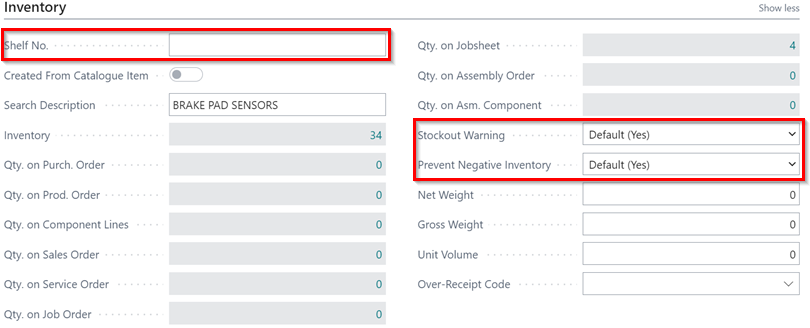 Inventory
Show less
Shelf No.
Created From Catalogue Item
Search Description BRAKE PAD SENSORS
Inventory 34
Qty. on Purch. Order 0
Qty. on Prod. Order 0
Qty. on Component Lines 0
Qty. on Sales Order 0
Qty. on Service Order 0
Qty. on Job Order 0
Qty. on Jobsheet 4
Qty. on Assembly Order 0
Qty. on Asm. Component 0
Stockout Warning Default (Yes)
Prevent Negative Inventory Default (Yes)
Net Weight 0
Gross Weight 0
Unit Volume 0
Over-Receipt Code